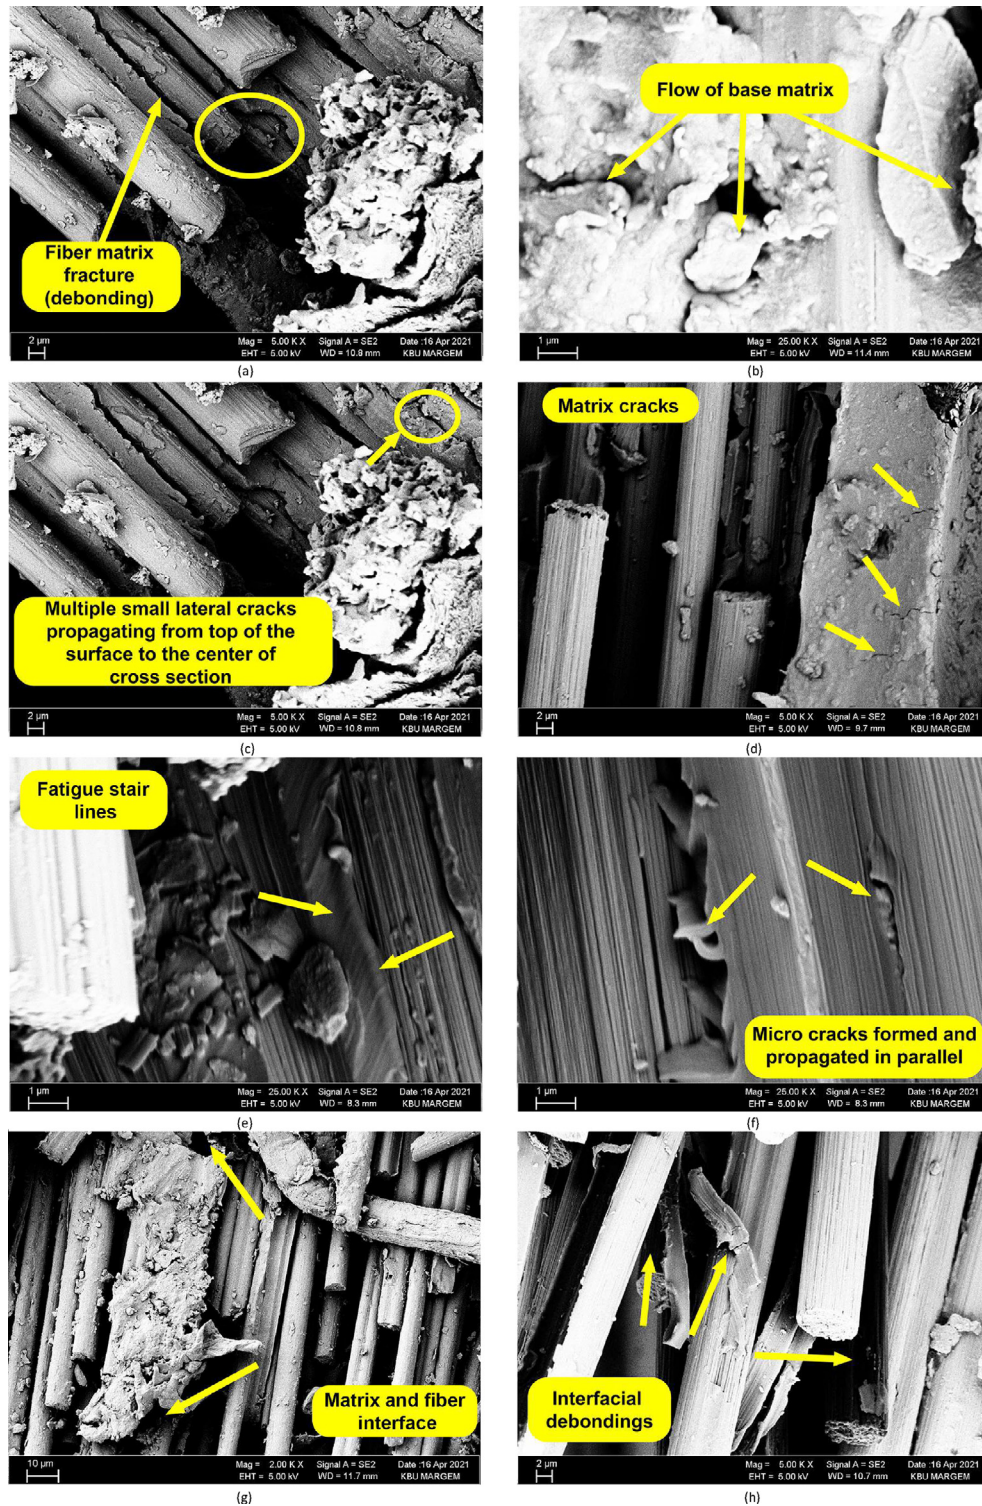 Fiber matrix
fracture
(debonding)
2 µm
Mag = 5.00 K X Signal A = SE2 Date :16 Apr 2021
EHT = 5.00 kV WD = 10.8 mm KBU MARGEM
(a)
Flow of base matrix
1 µm
Mag = 25.00 K X Signal A = SE2 Date :16 Apr 2021
EHT = 5.00 kV WD = 11.4 mm KBU MARGEM
(b)
Multiple small lateral cracks
propagating from top of the
surface to the center of
cross section
2 µm
Mag = 5.00 K X Signal A = SE2 Date :16 Apr 2021
EHT = 5.00 kV WD = 10.8 mm KBU MARGEM
(c)
Matrix cracks
2 µm
Mag = 5.00 K X Signal A = SE2 Date :16 Apr 2021
EHT = 5.00 kV WD = 9.7 mm KBU MARGEM
(d)
Fatigue stair
lines
1 µm
Mag = 25.00 K X Signal A = SE2 Date :16 Apr 2021
EHT = 5.00 kV WD = 8.3 mm KBU MARGEM
(e)
Micro cracks formed and
propagated in parallel
1 µm
Mag = 25.00 K X Signal A = SE2 Date :16 Apr 2021
EHT = 5.00 kV WD = 8.3 mm KBU MARGEM
(f)
Matrix and fiber
interface
10 µm
Mag = 2.00 K X Signal A = SE2 Date :16 Apr 2021
EHT = 5.00 kV WD = 11.7 mm KBU MARGEM
(g)
Interfacial
debondings
2 µm
Mag = 5.00 K X Signal A = SE2 Date :16 Apr 2021
EHT = 5.00 kV WD = 10.7 mm KBU MARGEM
(h)